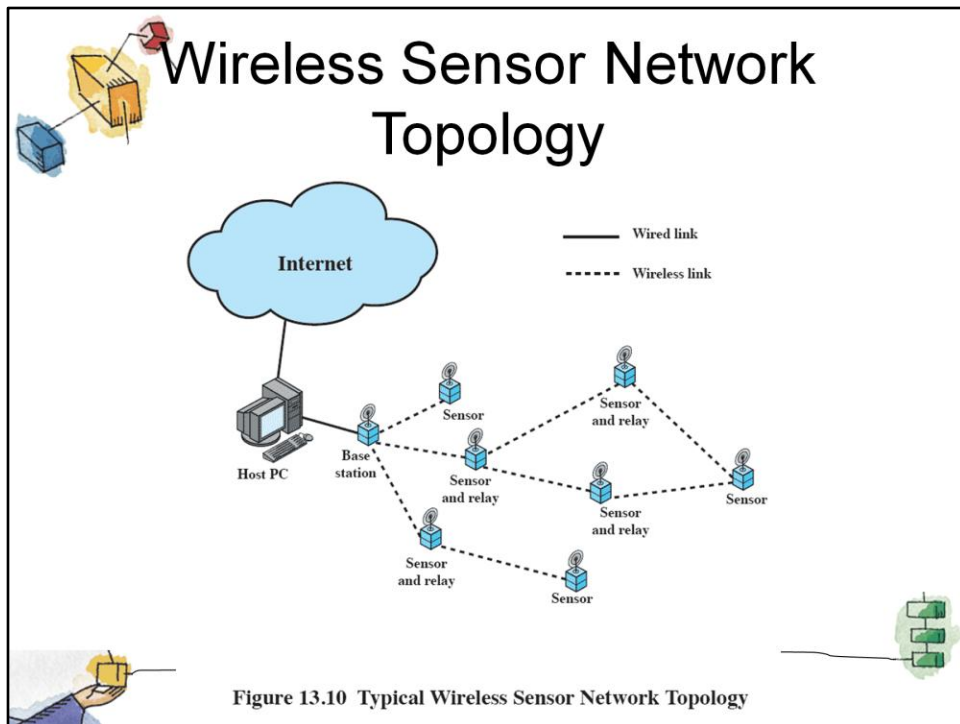 Wireless Sensor Network
Topology
Internet
Wired link
Wireless link
Host PC
Base
station
Sensor
Sensor
and relay
Sensor
and relay
Sensor
and relay
Sensor
Sensor
and relay
Sensor
Figure 13.10 Typical Wireless Sensor Network Topology